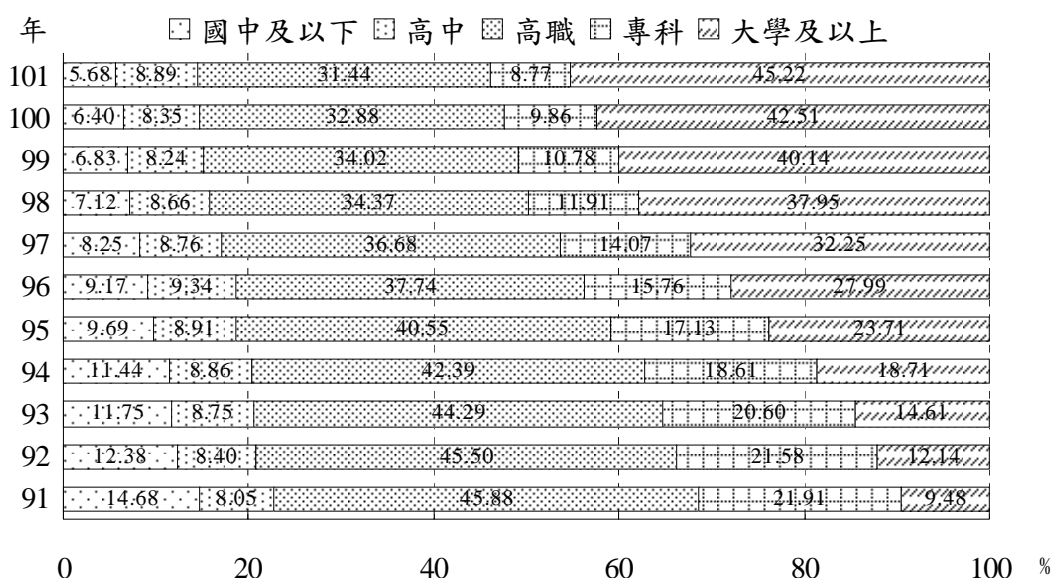 年 國中及以下 高中 高職 專科 大學及以上
101 5.68 8.89 31.44 8.77 45.22
100 6.40 8.35 32.88 9.86 42.51
99 6.83 8.24 34.02 10.78 40.14
98 7.12 8.66 34.37 11.91 37.95
97 8.25 8.76 36.68 14.07 32.25
96 9.17 9.34 37.74 15.76 27.99
95 9.69 8.91 40.55 17.13 23.71
94 11.44 8.86 42.39 18.61 18.71
93 11.75 8.75 44.29 20.60 14.61
92 12.38 8.40 45.50 21.58 12.14
91 14.68 8.05 45.88 21.91 9.48
0 20 40 60 80 100 %